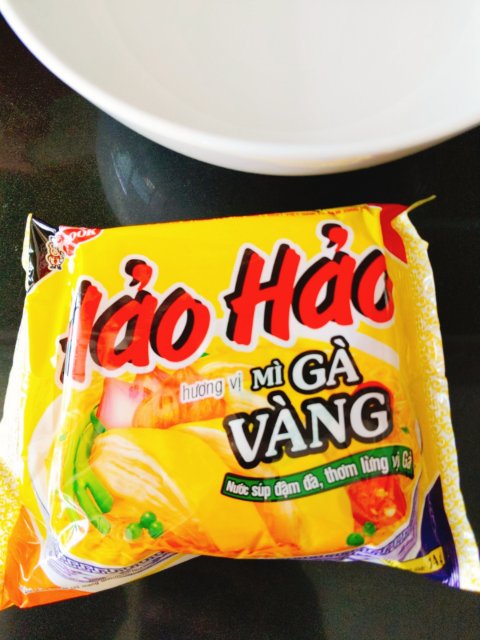 Hảo Hảo
hương vị MÌ GÀ
VÀNG
Nước súp đậm đà, thơm lừng vị Gà